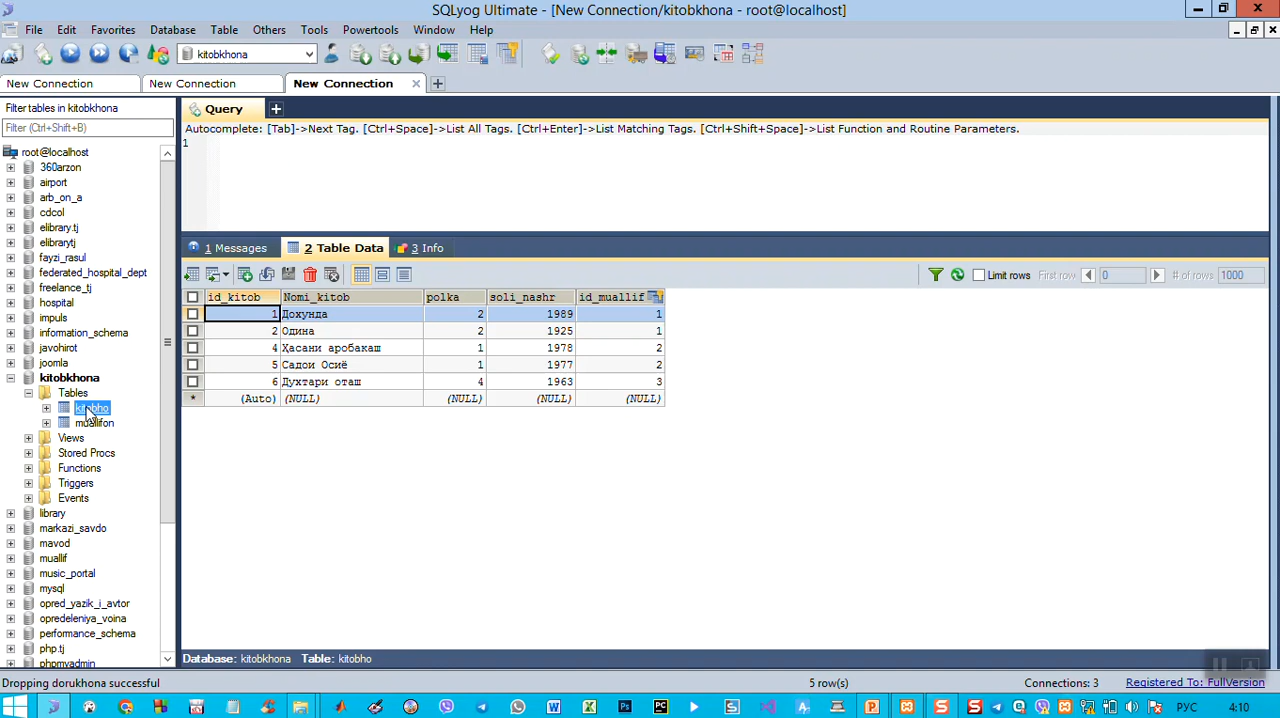 SQLyog Ultimate - [New Connection/kitobkhona - root@localhost]
File Edit Favorites Database Table Others Tools Powertools Window Help
kitobkhona
New Connection New Connection New Connection
Filter tables in kitobkhona
Filter (Ctrl+Shift+B)
root@localhost
360arzon
airport
arb_on_a
cdcol
elibrary.tj
elibrarytj
fayzi_rasul
federated_hospital_dept
freelance_tj
hospital
impuls
information_schema
javohirot
joomla
kitobkhona
Tables
kitobho
muallifon
Views
Stored Procs
Functions
Triggers
Events
library
markazi_savdo
mavod
muallif
music_portal
mysql
opred_yazik_i_avtor
opredeleniya_voina
performance_schema
php.tj
phpmyadmin
Query
Autocomplete: [Tab]->Next Tag. [Ctrl+Space]->List All Tags. [Ctrl+Enter]->List Matching Tags. [Ctrl+Shift+Space]->List Function and Routine Parameters.
1
1 Messages 2 Table Data 3 Info
Limit rows First row: 0 # of rows: 1000
id_kitob Nomi_kitob polka soli_nashr id_muallif
1 Дохунда 2 1989 1
2 Одина 2 1925 1
4 Ҳасани аробакаш 1 1978 2
5 Садои Осиё 1 1977 2
6 Духтари оташ 4 1963 3
* (Auto) (NULL) (NULL) (NULL) (NULL)
Database: kitobkhona Table: kitobho
Dropping dorukhona successful 5 row(s) Connections: 3 Registered To: FullVersion
РУС 4:10